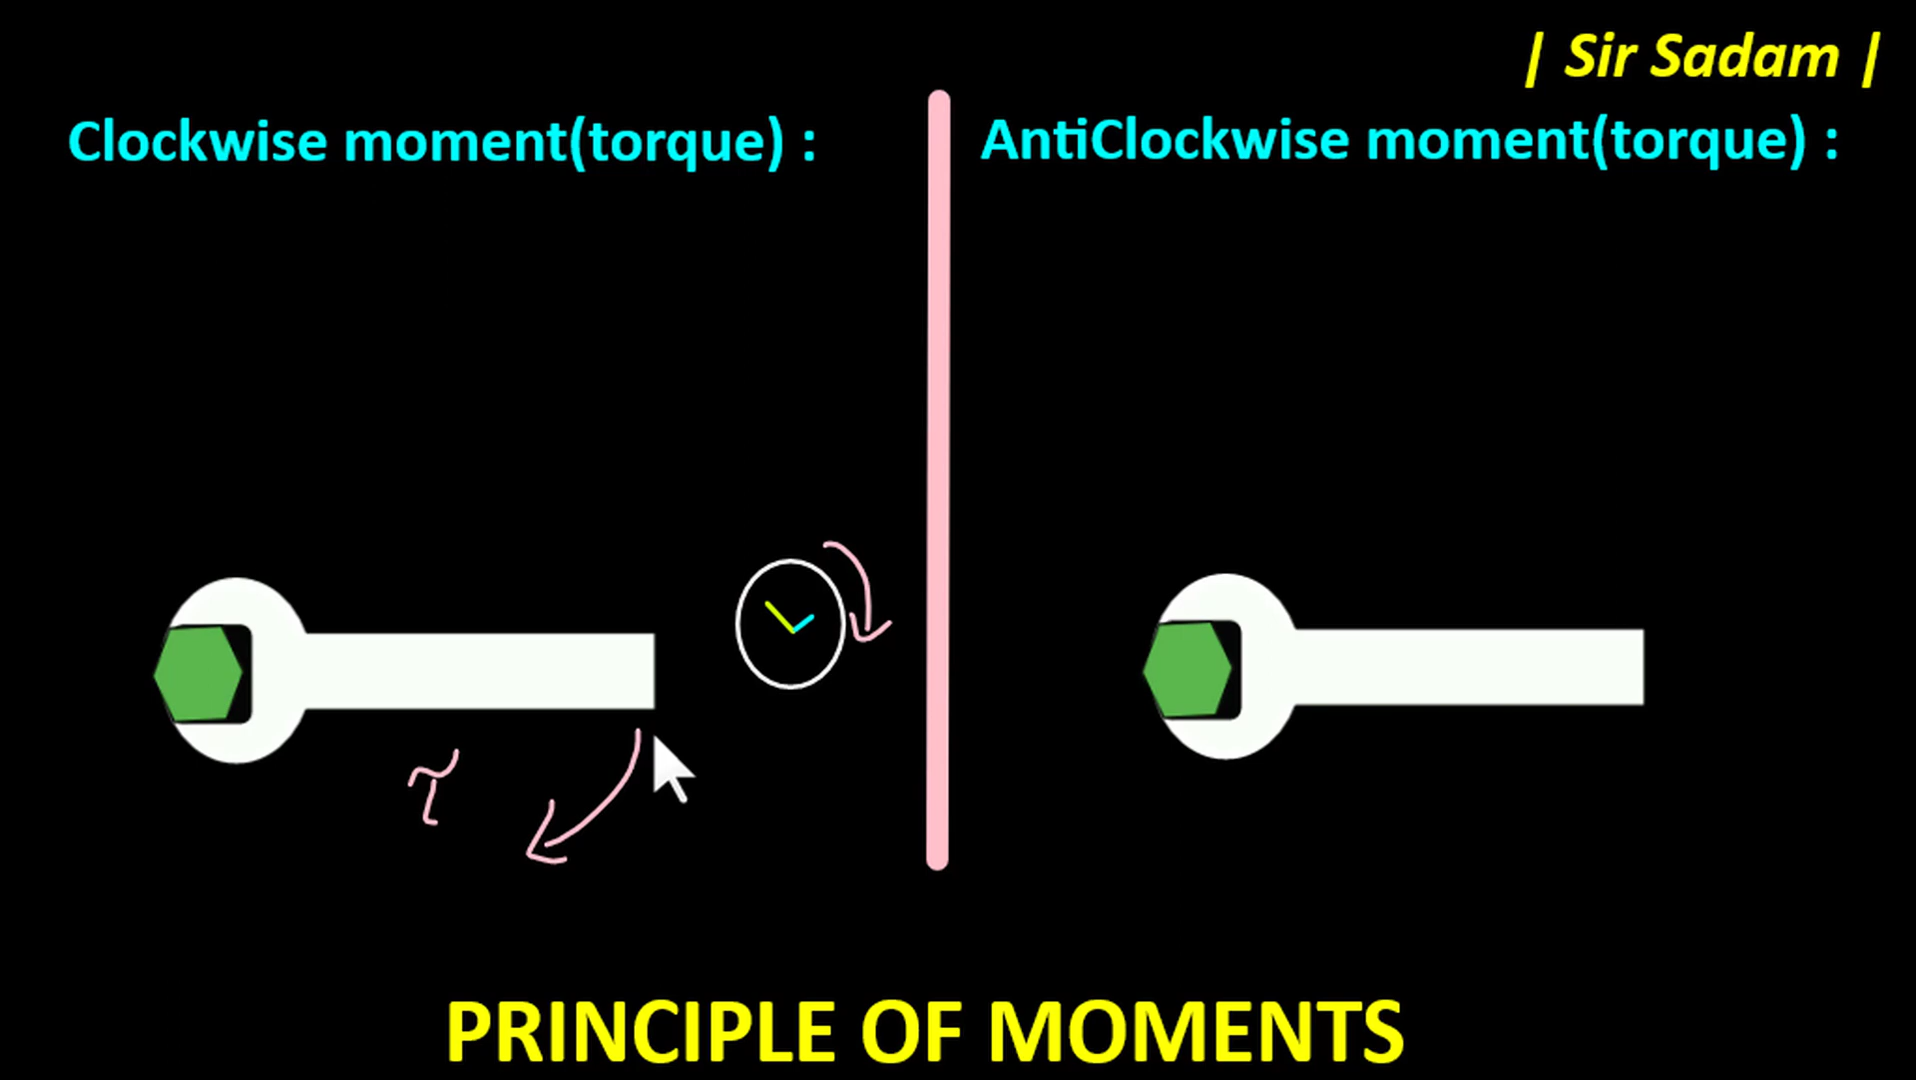 | Sir Sadam |
Clockwise moment(torque) :
AntiClockwise moment(torque) :
τ
PRINCIPLE OF MOMENTS